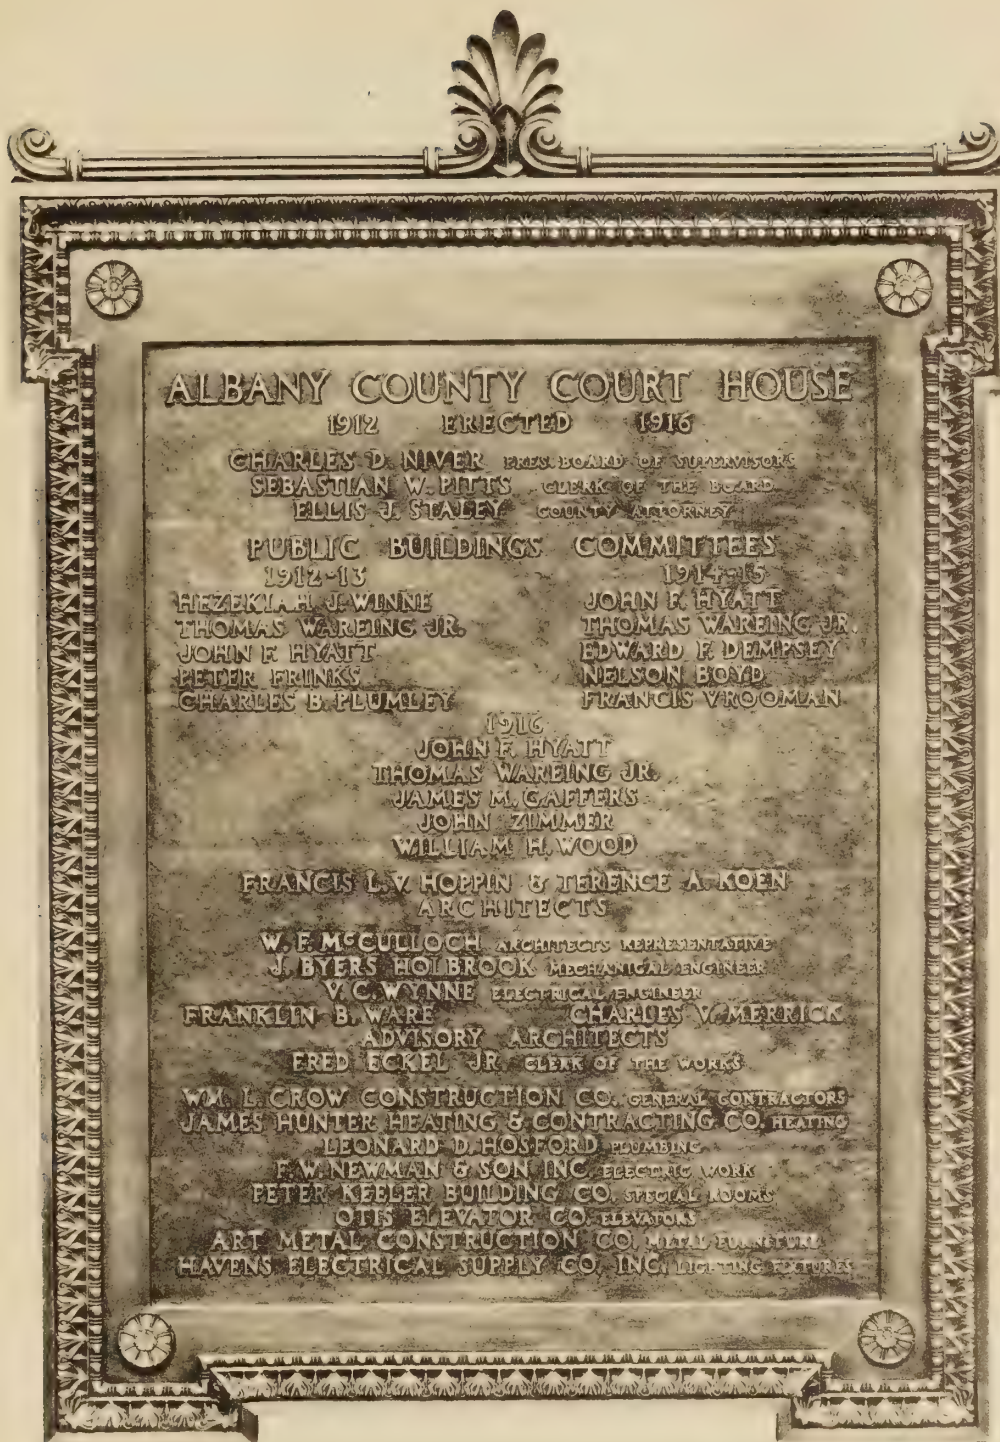 ALBANY COUNTY COURT HOUSE
1912 ERECTED 1916
CHARLES D. NIVER PRES. BOARD OF SUPERVISORS
SEBASTIAN W. PITTS CLERK OF THE BOARD
ELLIS J. STALEY COUNTY ATTORNEY
PUBLIC BUILDINGS COMMITTEES
1912-13
HEZEKIAH J. WINNE
THOMAS WAREING JR.
JOHN F. HYATT
PETER FRINKS
CHARLES B. PLUMLEY
1914-15
JOHN F. HYATT
THOMAS WAREING JR.
EDWARD F. DEMPSEY
NELSON BOYD
FRANCIS VROOMAN
1916
JOHN F. HYATT
THOMAS WAREING JR.
JAMES M. GAFFERS
JOHN ZIMMER
WILLIAM H. WOOD
FRANCIS L. V. HOPPIN & TERENCE A. KOEN
ARCHITECTS
W. F. McCULLOCH ARCHITECTS REPRESENTATIVE
J. BYERS HOLBROOK MECHANICAL ENGINEER
V. C. WYNNE ELECTRICAL ENGINEER
FRANKLIN B. WARE CHARLES V. MERRICK
ADVISORY ARCHITECTS
FRED ECKEL JR. CLERK OF THE WORKS
WM. L. CROW CONSTRUCTION CO. GENERAL CONTRACTORS
JAMES HUNTER HEATING & CONTRACTING CO. HEATING
LEONARD D. HOSFORD PLUMBING
F. W. NEWMAN & SON INC. ELECTRIC WORK
PETER KEELER BUILDING CO. SPECIAL ROOMS
OTIS ELEVATOR CO. ELEVATORS
ART METAL CONSTRUCTION CO. METAL FURNITURE
HAVENS ELECTRICAL SUPPLY CO. INC. LIGHTING FIXTURES